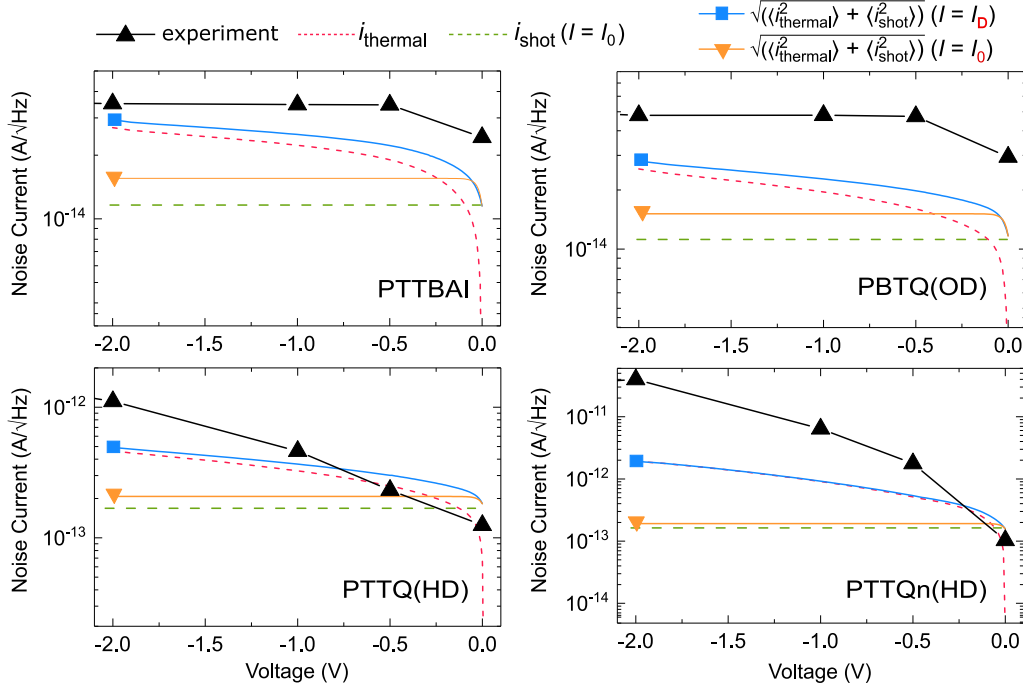 experiment
i_thermal
i_shot (I = I_0)
√(⟨i²_thermal⟩ + ⟨i²_shot⟩) (I = I_D)
√(⟨i²_thermal⟩ + ⟨i²_shot⟩) (I = I_0)
Noise Current (A/√Hz)
10⁻¹⁴
PTTBAI
-2.0 -1.5 -1.0 -0.5 0.0
Noise Current (A/√Hz)
10⁻¹⁴
PBTQ(OD)
-2.0 -1.5 -1.0 -0.5 0.0
Noise Current (A/√Hz)
10⁻¹²
10⁻¹³
PTTQ(HD)
-2.0 -1.5 -1.0 -0.5 0.0
Voltage (V)
Noise Current (A/√Hz)
10⁻¹¹
10⁻¹²
10⁻¹³
10⁻¹⁴
PTTQn(HD)
-2.0 -1.5 -1.0 -0.5 0.0
Voltage (V)